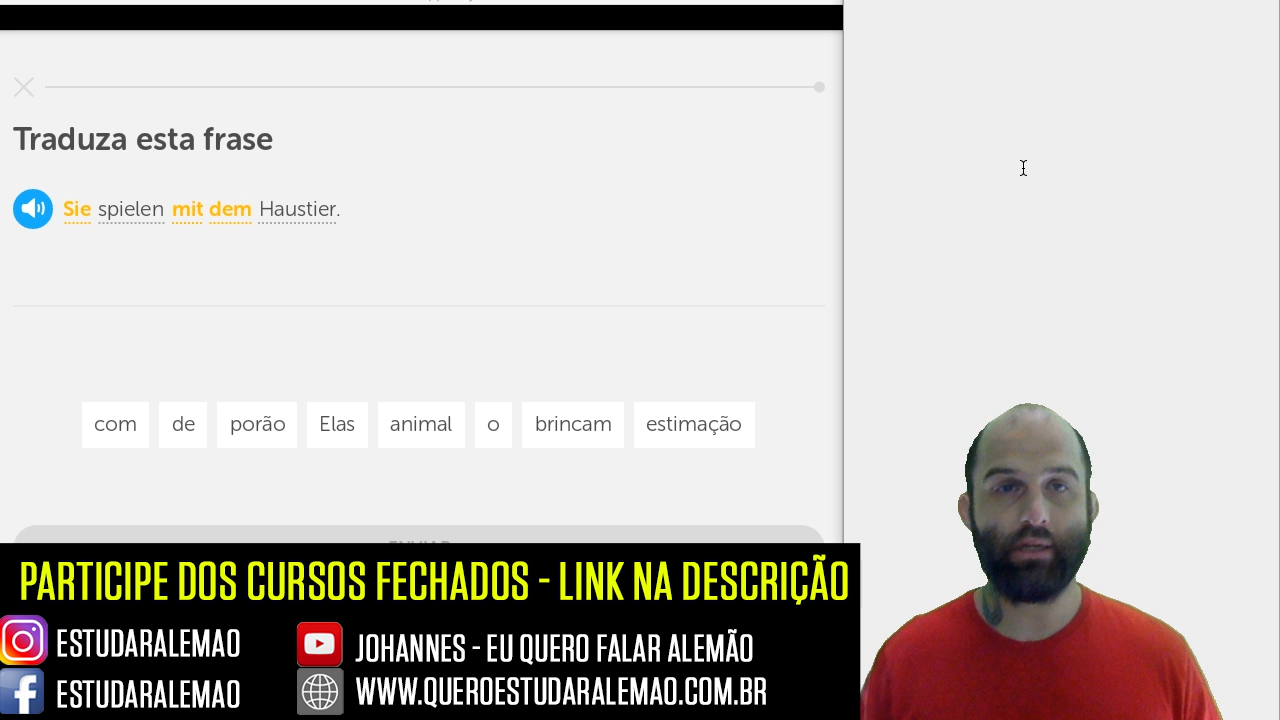 Traduza esta frase
Sie spielen mit dem Haustier.
com de porão Elas animal o brincam estimação
PARTICIPE DOS CURSOS FECHADOS - LINK NA DESCRIÇÃO
ESTUDARALEMAO
JOHANNES - EU QUERO FALAR ALEMÃO
ESTUDARALEMAO
WWW.QUEROESTUDARALEMAO.COM.BR